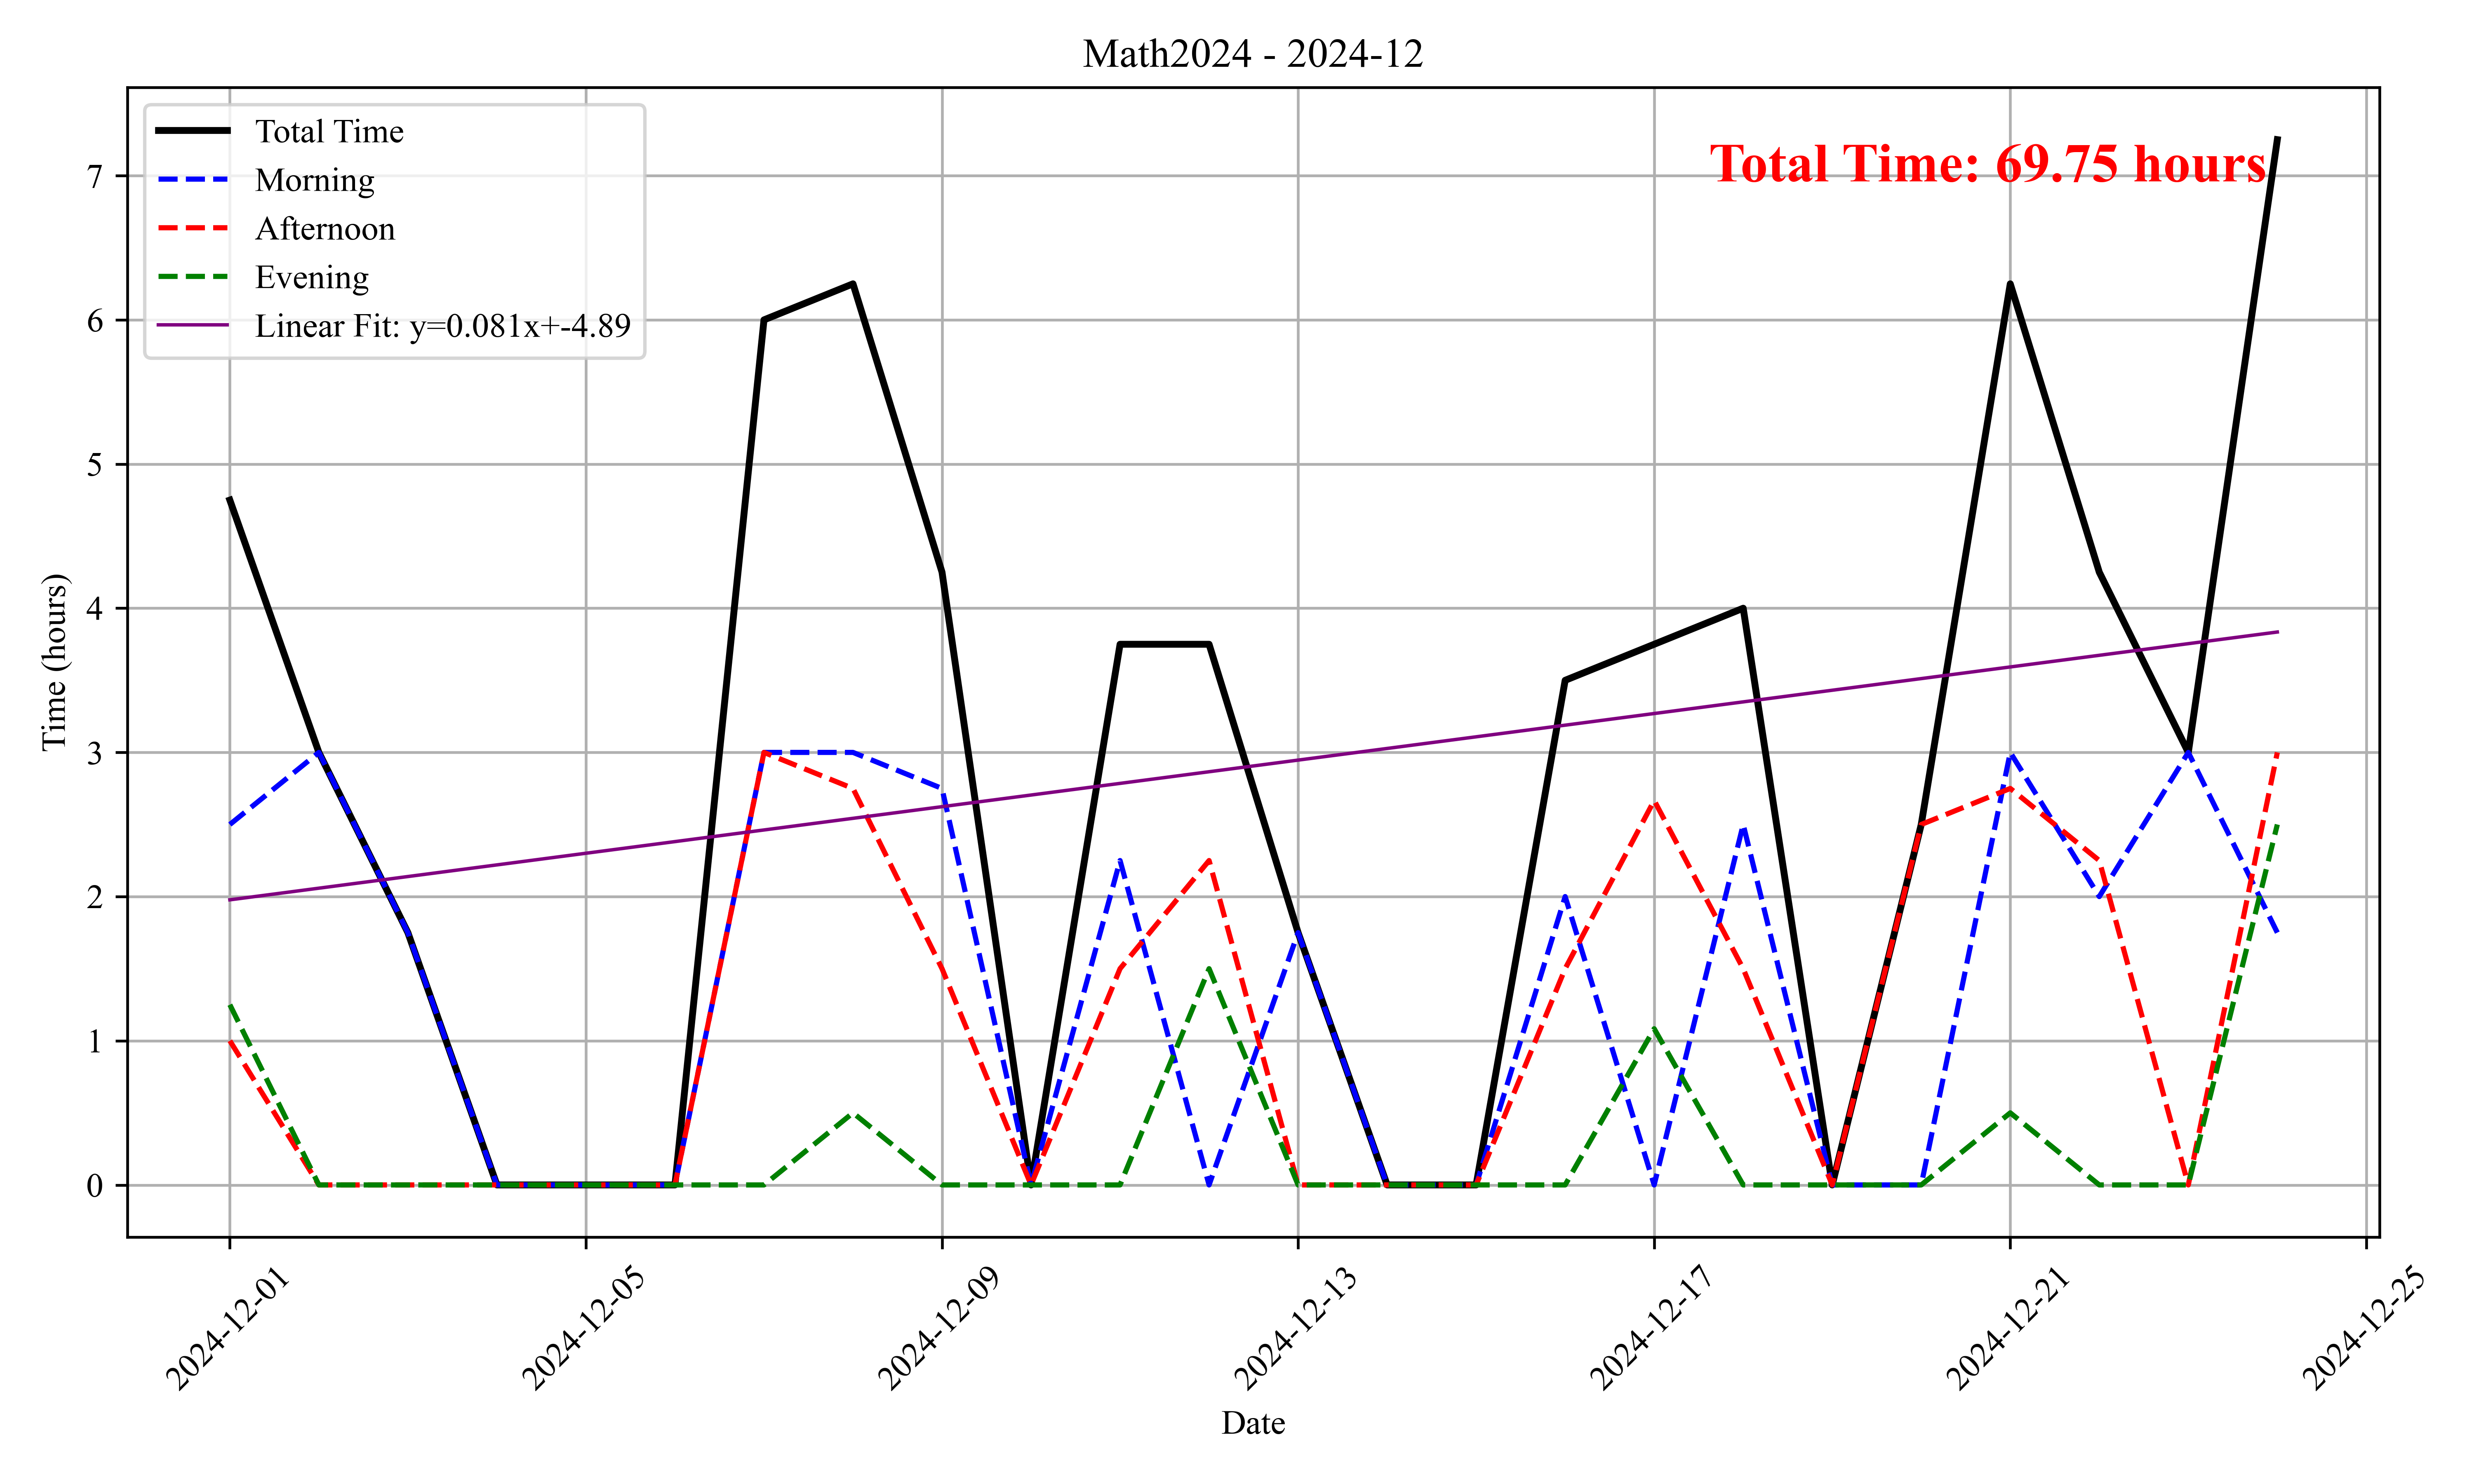 Math2024 - 2024-12
Total Time
Morning
Afternoon
Evening
Linear Fit: y=0.081x+-4.89
Total Time: 69.75 hours
Time (hours)
7
6
5
4
3
2
1
0
2024-12-01
2024-12-05
2024-12-09
2024-12-13
2024-12-17
2024-12-21
2024-12-25
Date